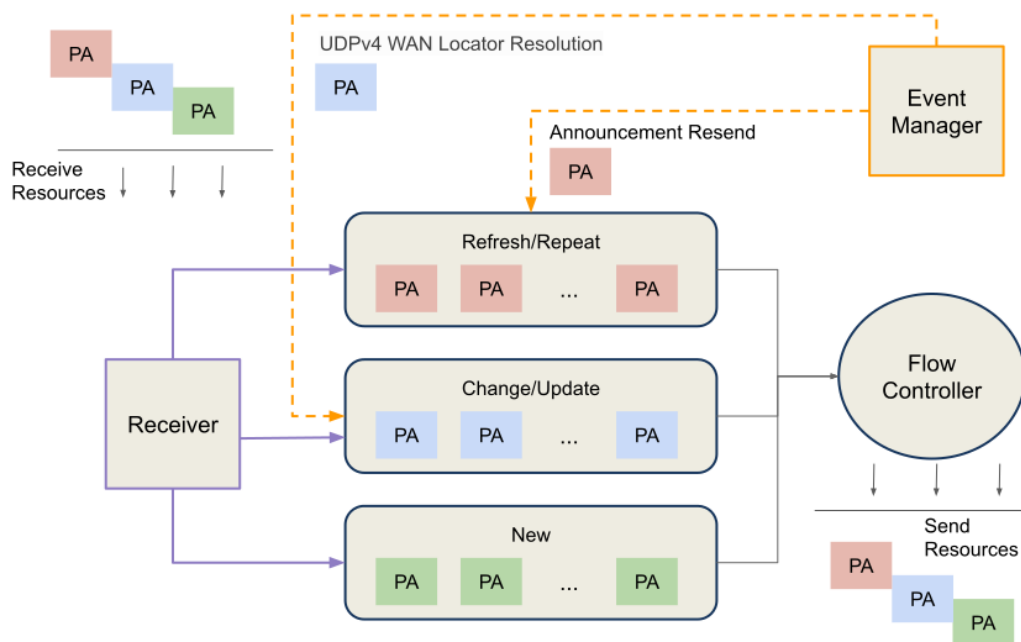 UDPv4 WAN Locator Resolution
PA
PA
PA
PA
Receive
Resources
Event
Manager
Announcement Resend
PA
Refresh/Repeat
PA PA ... PA
Receiver
Change/Update
PA PA ... PA
Flow
Controller
New
PA PA ... PA
Send
Resources
PA
PA
PA